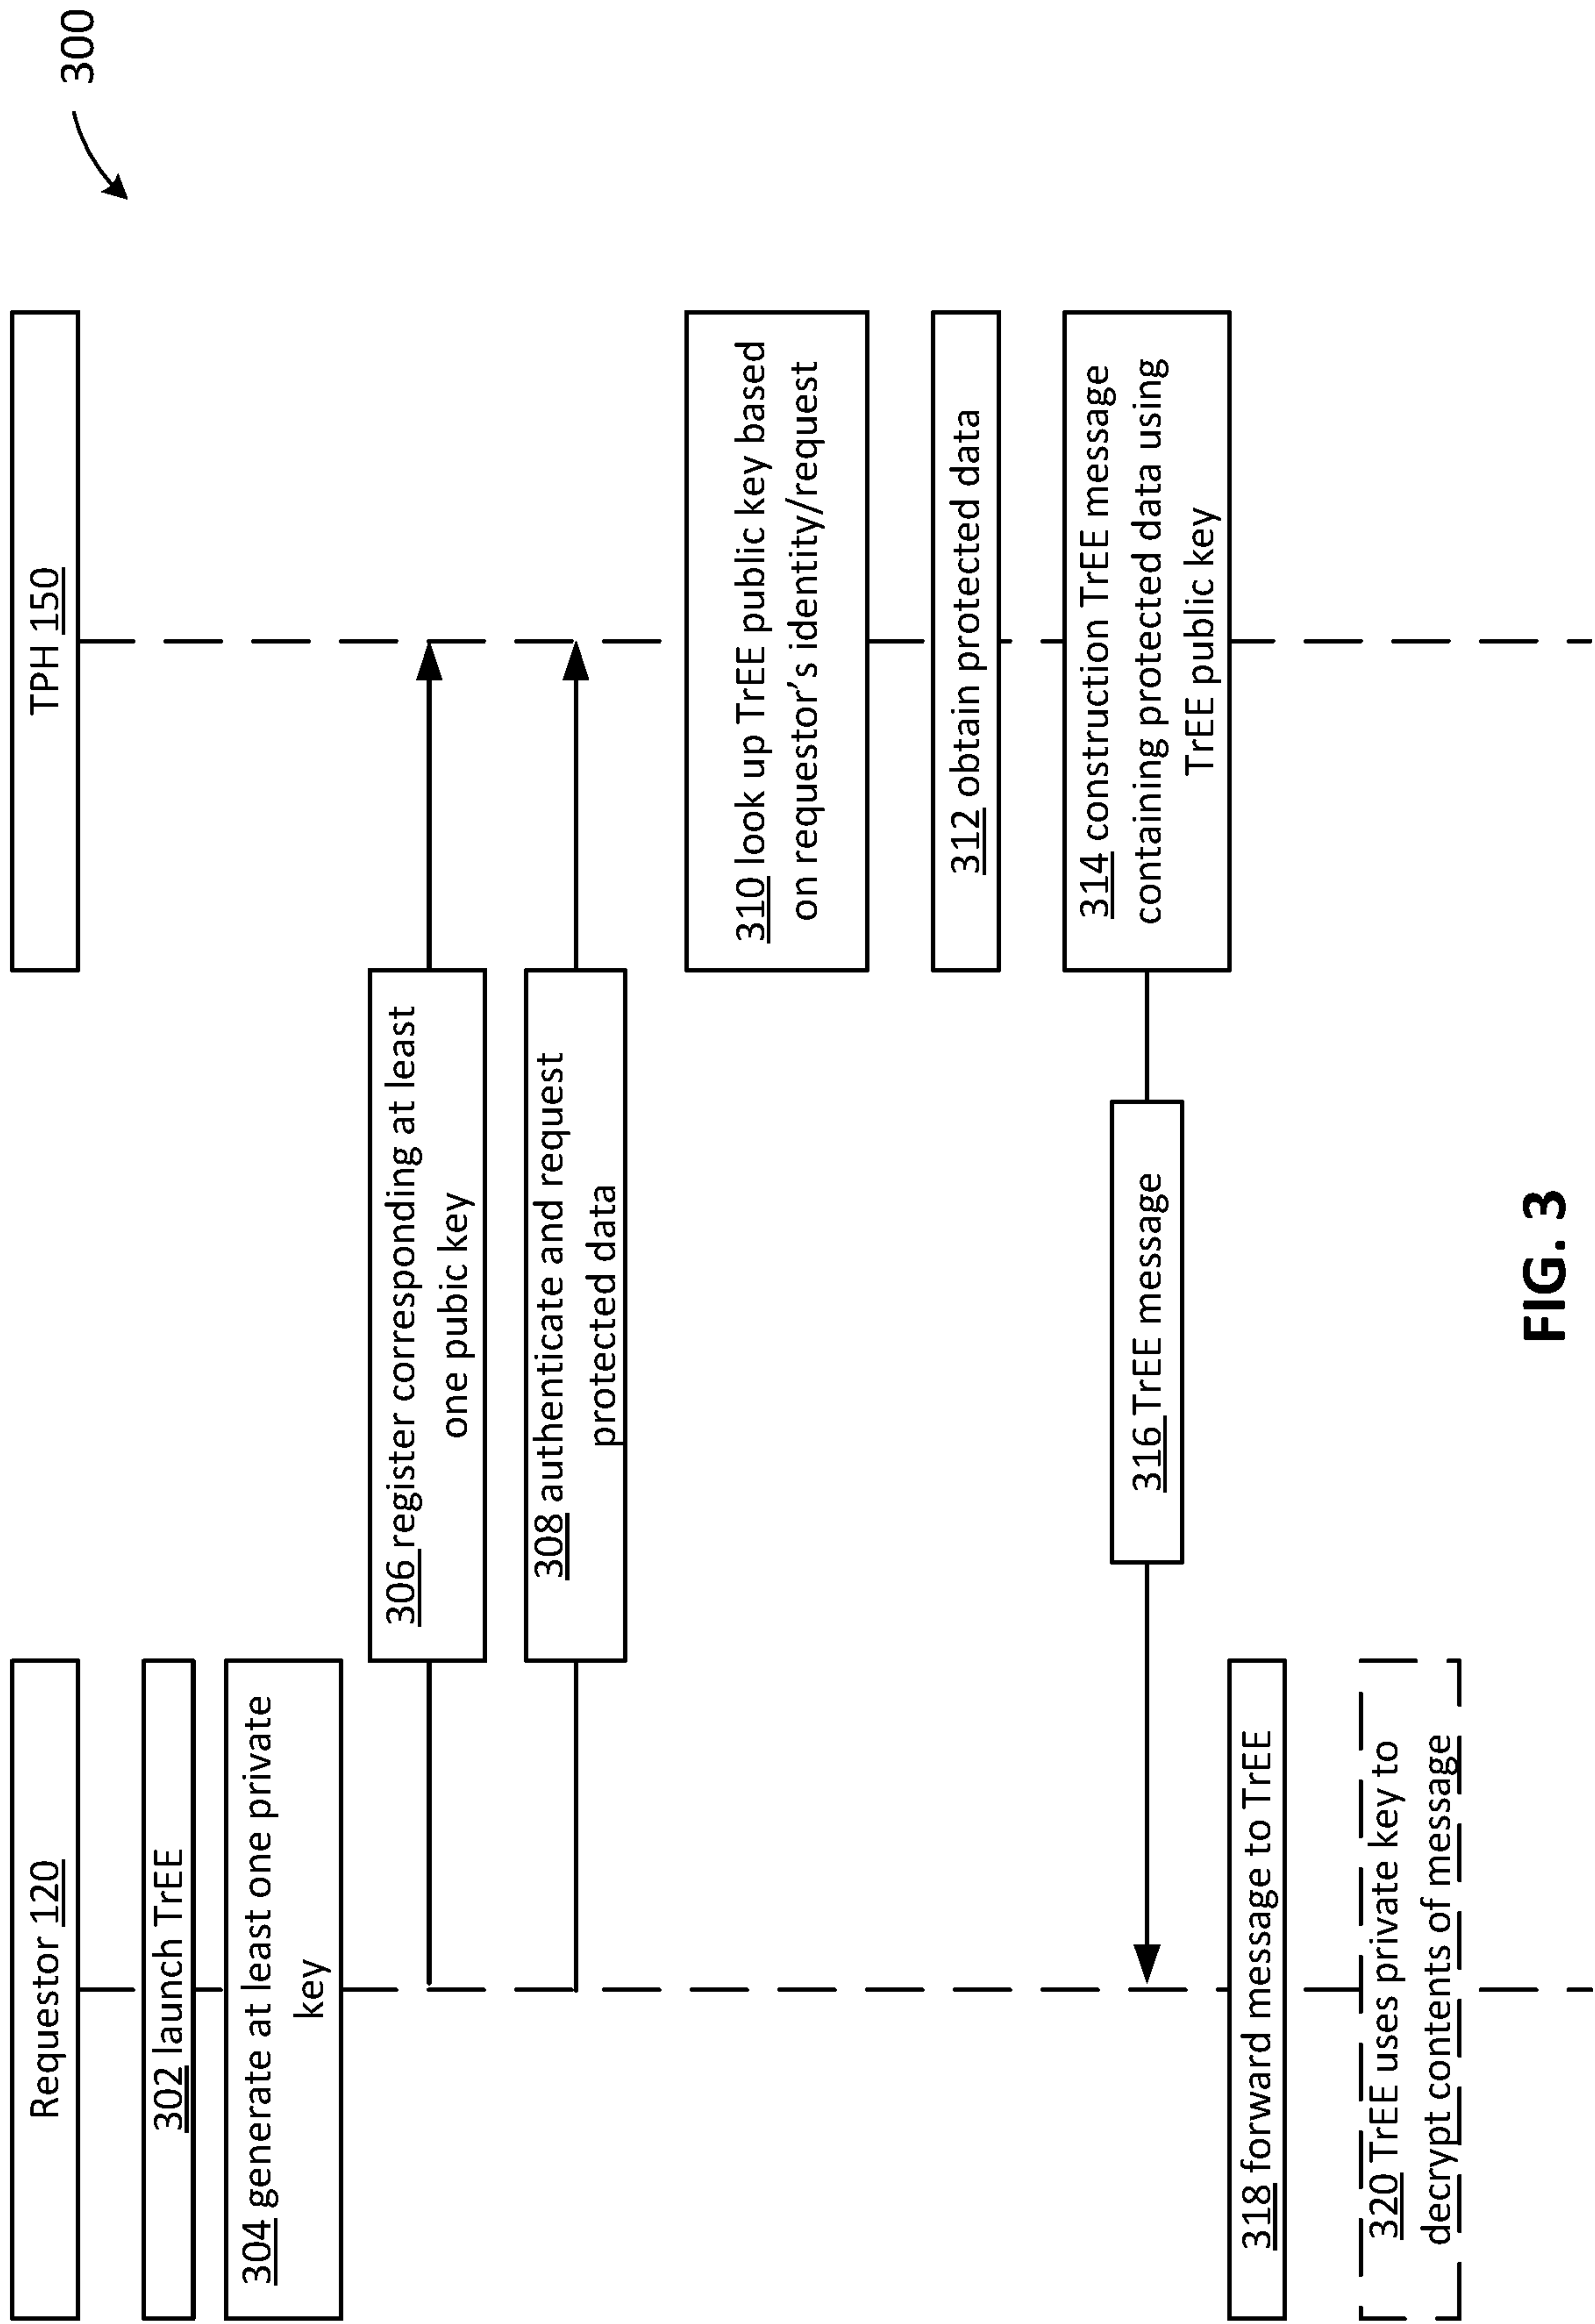 300
Requestor 120
TPH 150
302 launch TrEE
304 generate at least one private
key
306 register corresponding at least
one pubic key
308 authenticate and request
protected data
310 look up TrEE public key based
on requestor's identity/request
312 obtain protected data
314 construction TrEE message
containing protected data using
TrEE public key
316 TrEE message
318 forward message to TrEE
320 TrEE uses private key to
decrypt contents of message
FIG. 3